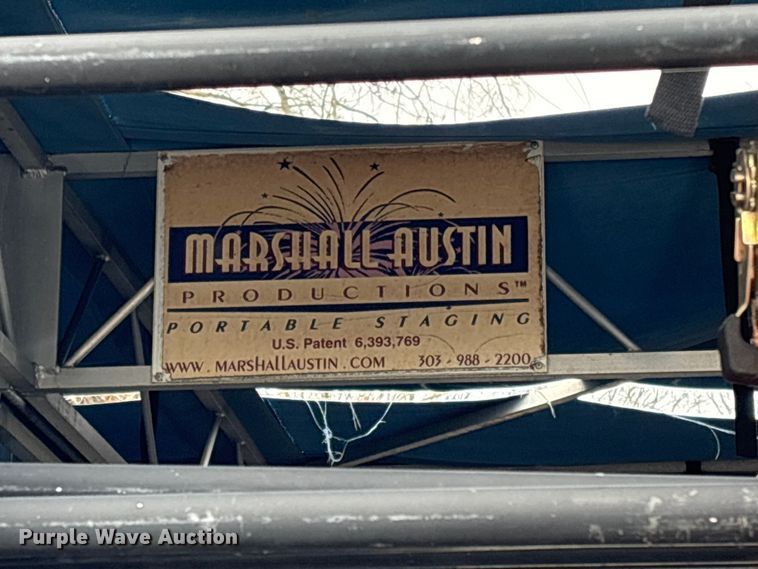 MARSHALL AUSTIN
PRODUCTIONS™
PORTABLE STAGING
U.S. Patent 6,393,769
WWW.MARSHALLAUSTIN.COM 303-988-2200
Purple Wave Auction